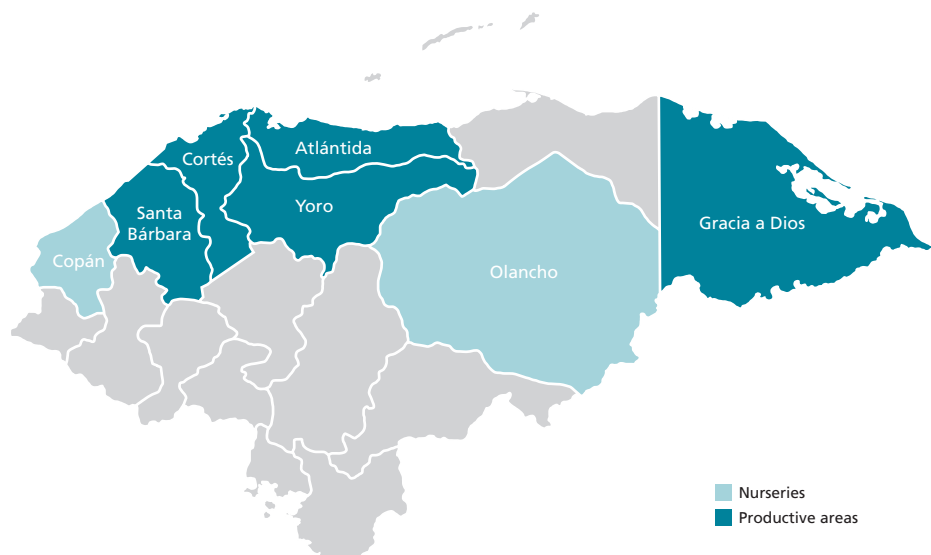 Atlántida
Cortés
Yoro
Santa
Bárbara
Gracia a Dios
Copán
Olancho
Nurseries
Productive areas